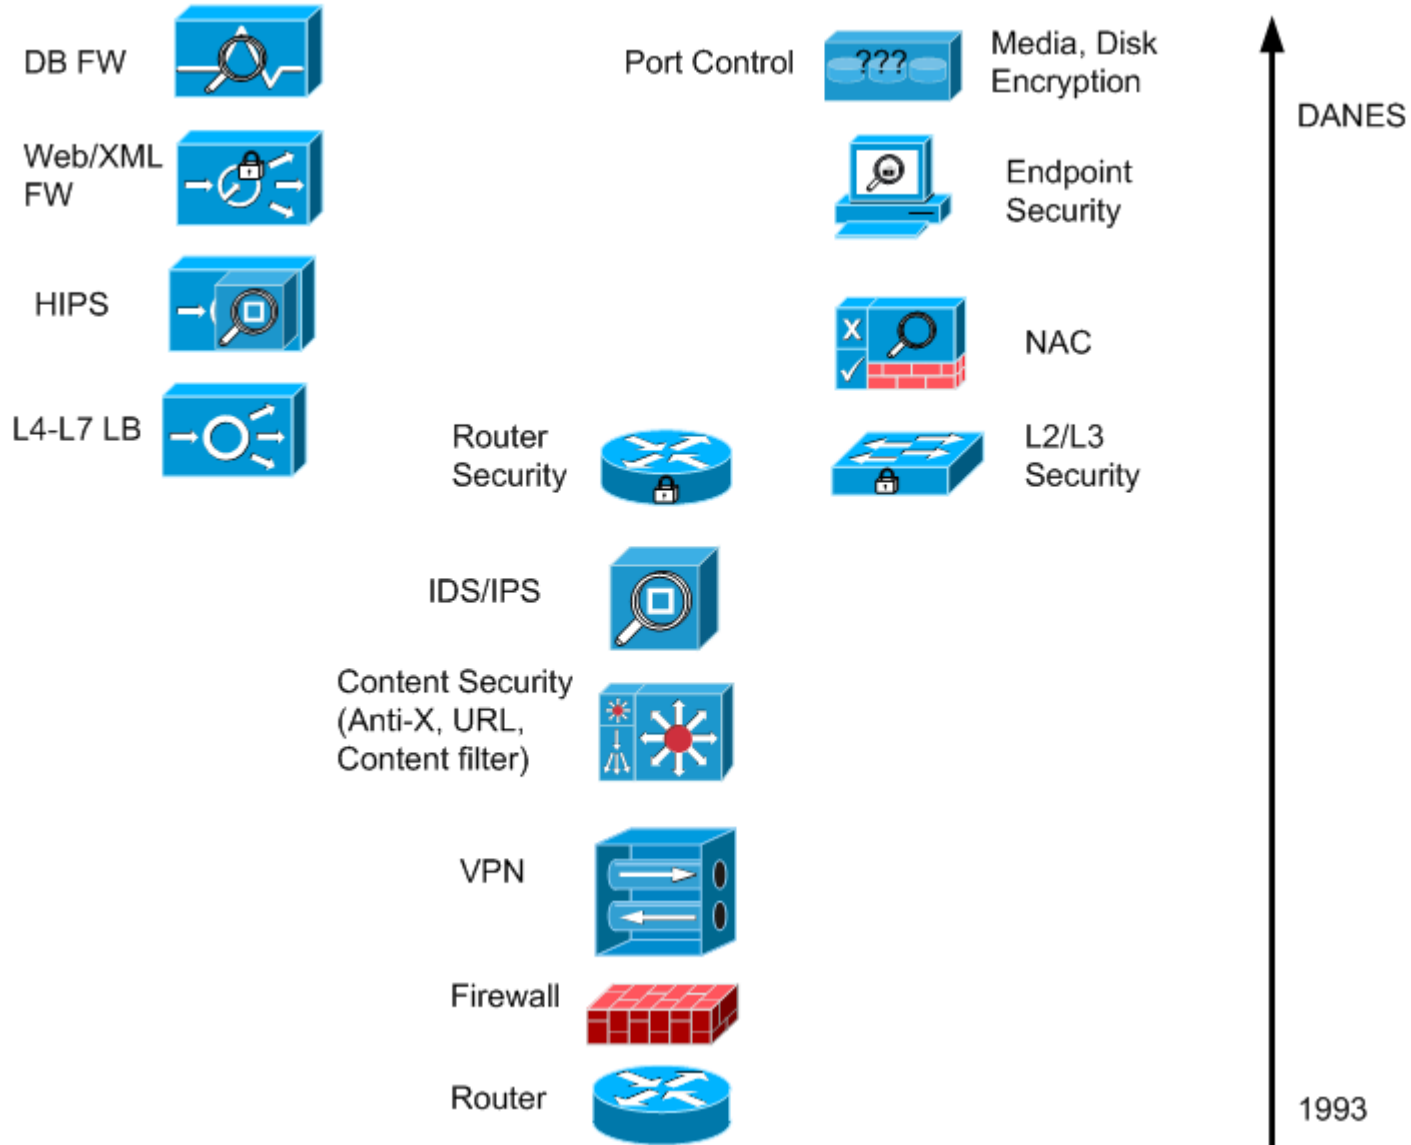 DB FW
Port Control
???
Media, Disk
Encryption
DANES
Web/XML
FW
Endpoint
Security
HIPS
X
NAC
L4-L7 LB
Router
Security
L2/L3
Security
IDS/IPS
Content Security
(Anti-X, URL,
Content filter)
VPN
Firewall
Router
1993